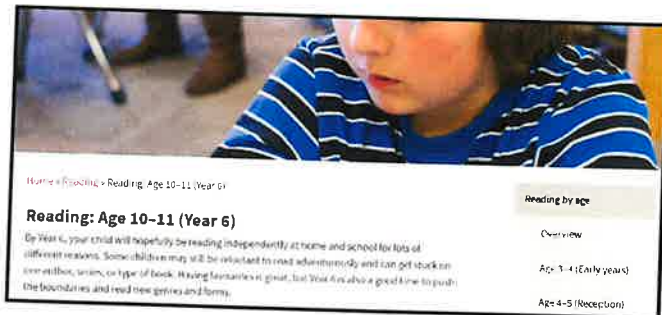 Home » Reading » Reading: Age 10–11 (Year 6)
Reading: Age 10–11 (Year 6)
By Year 6, your child will hopefully be reading independently at home and school for lots of
different reasons. Some children may still be reluctant to read adventurously and can get stuck on
one author, series, or type of book. Having favourites is great, but Year 6 is also a good time to push
the boundaries and read new genres and forms.
Reading by age
Overview
Age 3–4 (Early years)
Age 4–5 (Reception)